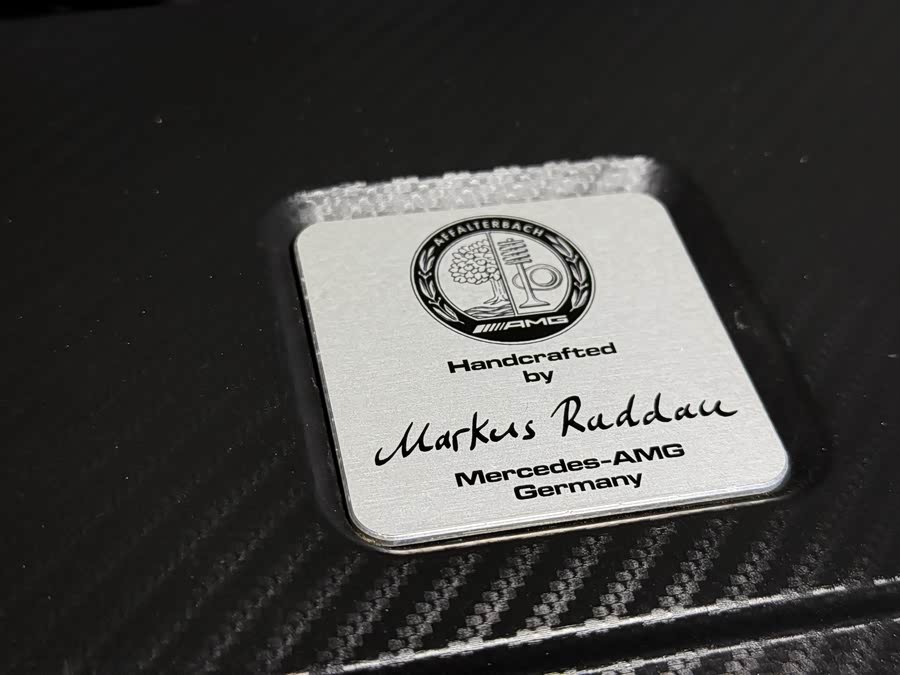 AFFALTERBACH
AMG
Handcrafted
by
Markus Raddau
Mercedes-AMG
Germany